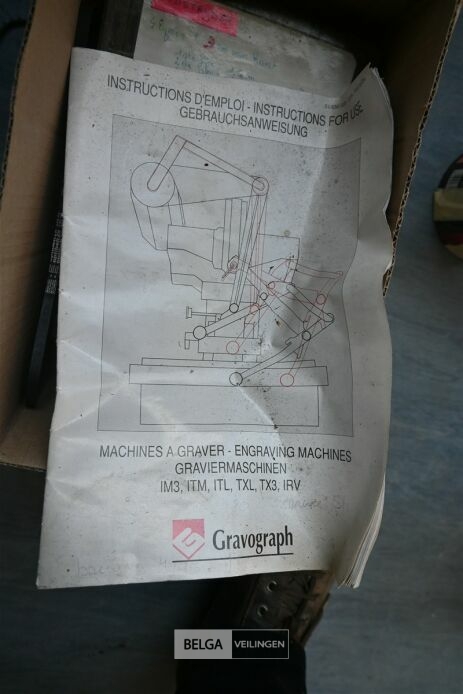 INSTRUCTIONS D'EMPLOI - INSTRUCTIONS FOR USE
GEBRAUCHSANWEISUNG
MACHINES A GRAVER - ENGRAVING MACHINES
GRAVIERMASCHINEN
IM3, ITM, ITL, TXL, TX3, IRV
Gravograph
BELGA VEILINGEN